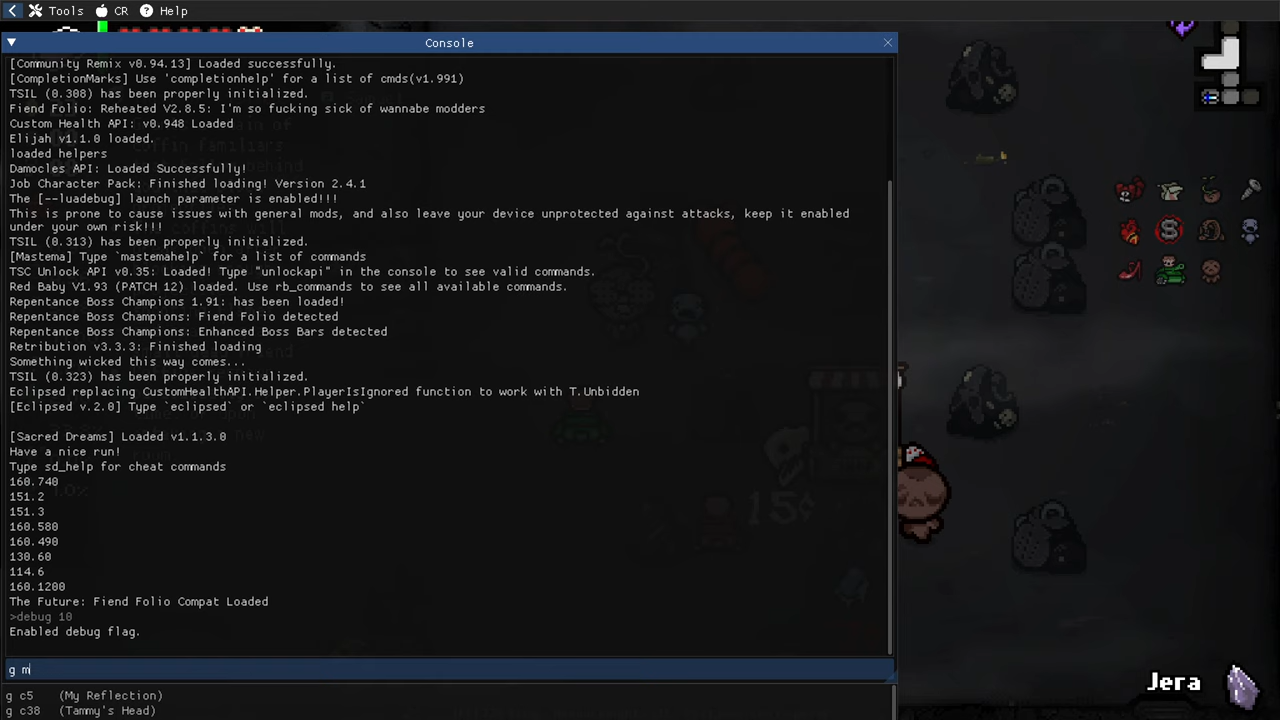 Tools CR Help
Console
[Community Remix v0.94.13] Loaded successfully.
[CompletionMarks] Use 'completionhelp' for a list of cmds(v1.991)
TSIL (0.308) has been properly initialized.
Fiend Folio: Reheated V2.8.5: I'm so fucking sick of wannabe modders
Custom Health API: v0.948 Loaded
Elijah v1.1.0 loaded.
loaded helpers
Damocles API: Loaded Successfully!
Job Character Pack: Finished loading! Version 2.4.1
The [--luadebug] launch parameter is enabled!!!
This is prone to cause issues with general mods, and also leave your device unprotected against attacks, keep it enabled
under your own risk!!!
TSIL (0.313) has been properly initialized.
[Mastema] Type `mastemahelp` for a list of commands
TSC Unlock API v0.35: Loaded! Type "unlockapi" in the console to see valid commands.
Red Baby V1.93 (PATCH 12) loaded. Use rb_commands to see all available commands.
Repentance Boss Champions 1.91: has been loaded!
Repentance Boss Champions: Fiend Folio detected
Repentance Boss Champions: Enhanced Boss Bars detected
Retribution v3.3.3: Finished loading
Something wicked this way comes...
TSIL (0.323) has been properly initialized.
Eclipsed replacing CustomHealthAPI.Helper.PlayerIsIgnored function to work with T.Unbidden
[Eclipsed v.2.0] Type `eclipsed` or `eclipsed help`
[Sacred Dreams] Loaded v1.1.3.0
Have a nice run!
Type sd_help for cheat commands
160.740
151.2
151.3
160.580
160.490
130.60
114.6
160.1200
The Future: Fiend Folio Compat Loaded
>debug 10
Enabled debug flag.
g m
g c5 (My Reflection)
g c38 (Tammy's Head)
15¢
Jera